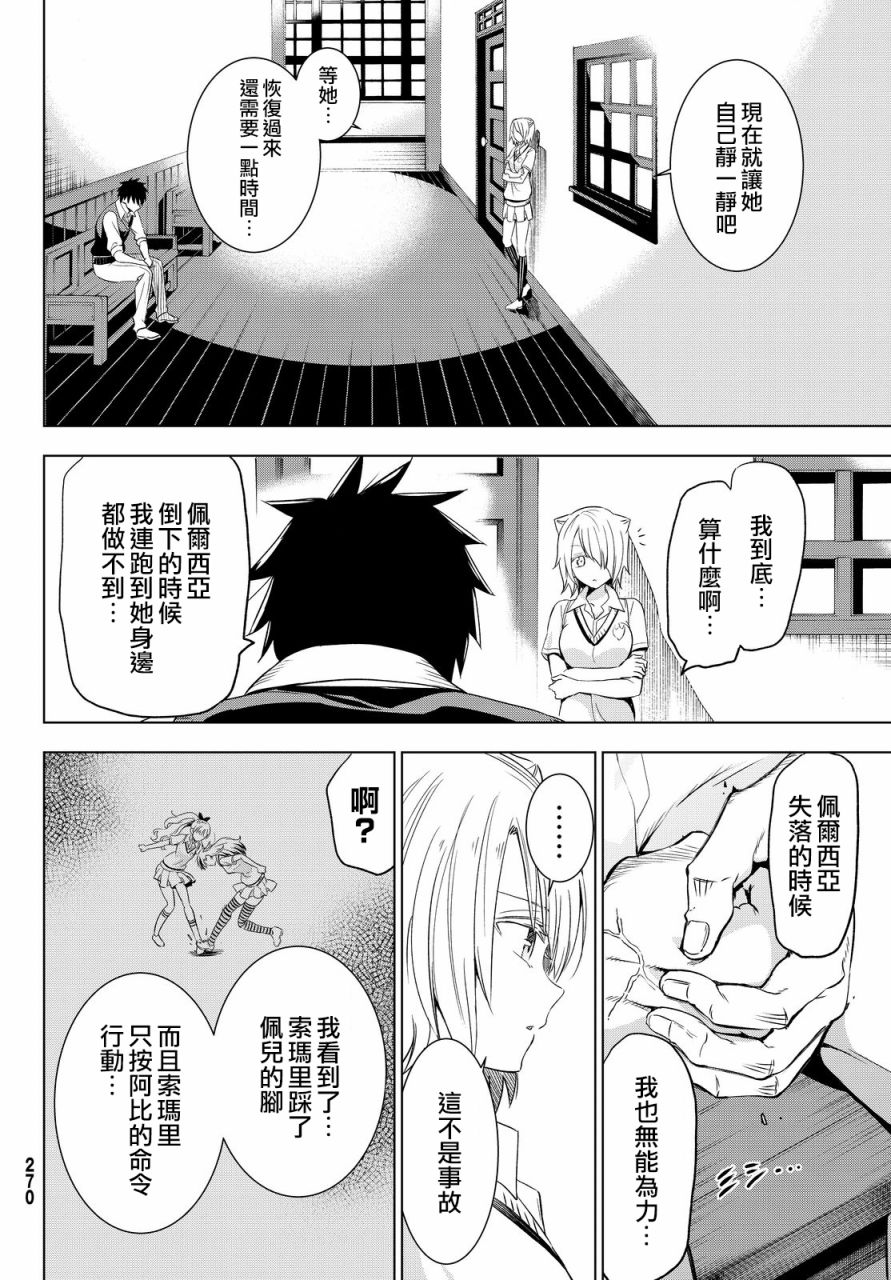 現在就讓她
自己靜一靜吧
等她…
恢復過來
還需要一點時間…
我到底…
算什麼啊…
佩爾西亞
倒下的時候
我連跑到她身邊
都做不到…
佩爾西亞
失落的時候
我也無能為力…
……
這不是事故
啊？
我看到了…
索瑪里踩了
佩兒的腳
而且索瑪里
只按阿比的命令
行動…
270